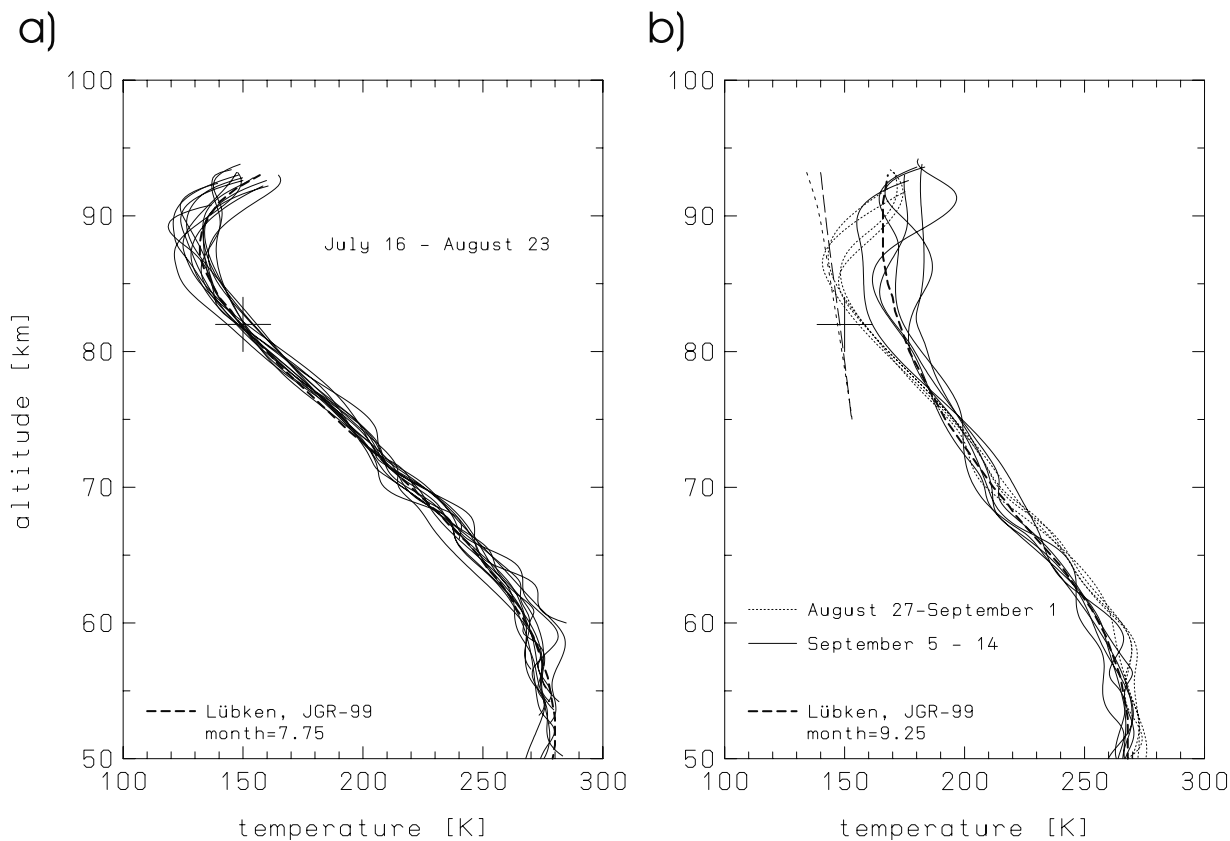 a)
100
90
80
70
60
50
altitude [km]
July 16 - August 23
Lübken, JGR-99
month=7.75
100
150
200
250
300
temperature [K]
b)
100
90
80
70
60
50
August 27-September 1
September 5 - 14
Lübken, JGR-99
month=9.25
100
150
200
250
300
temperature [K]